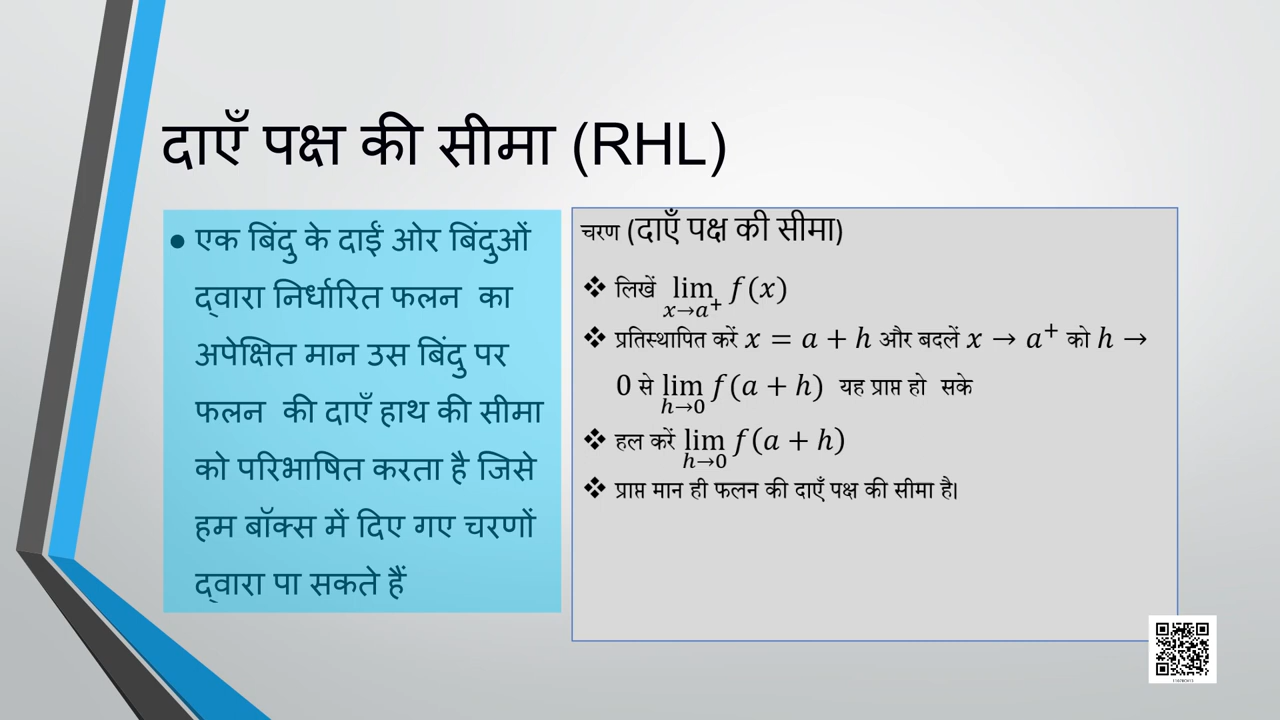 दाएँ पक्ष की सीमा (RHL)
• एक बिंदु के दाईं ओर बिंदुओं
द्वारा निर्धारित फलन का
अपेक्षित मान उस बिंदु पर
फलन की दाएँ हाथ की सीमा
को परिभाषित करता है जिसे
हम बॉक्स में दिए गए चरणों
द्वारा पा सकते हैं
चरण (दाएँ पक्ष की सीमा)
❖ लिखें lim_{x→a⁺} f(x)
❖ प्रतिस्थापित करें x = a + h और बदलें x → a⁺ को h →
0 से lim_{h→0} f(a + h) यह प्राप्त हो सके
❖ हल करें lim_{h→0} f(a + h)
❖ प्राप्त मान ही फलन की दाएँ पक्ष की सीमा है।